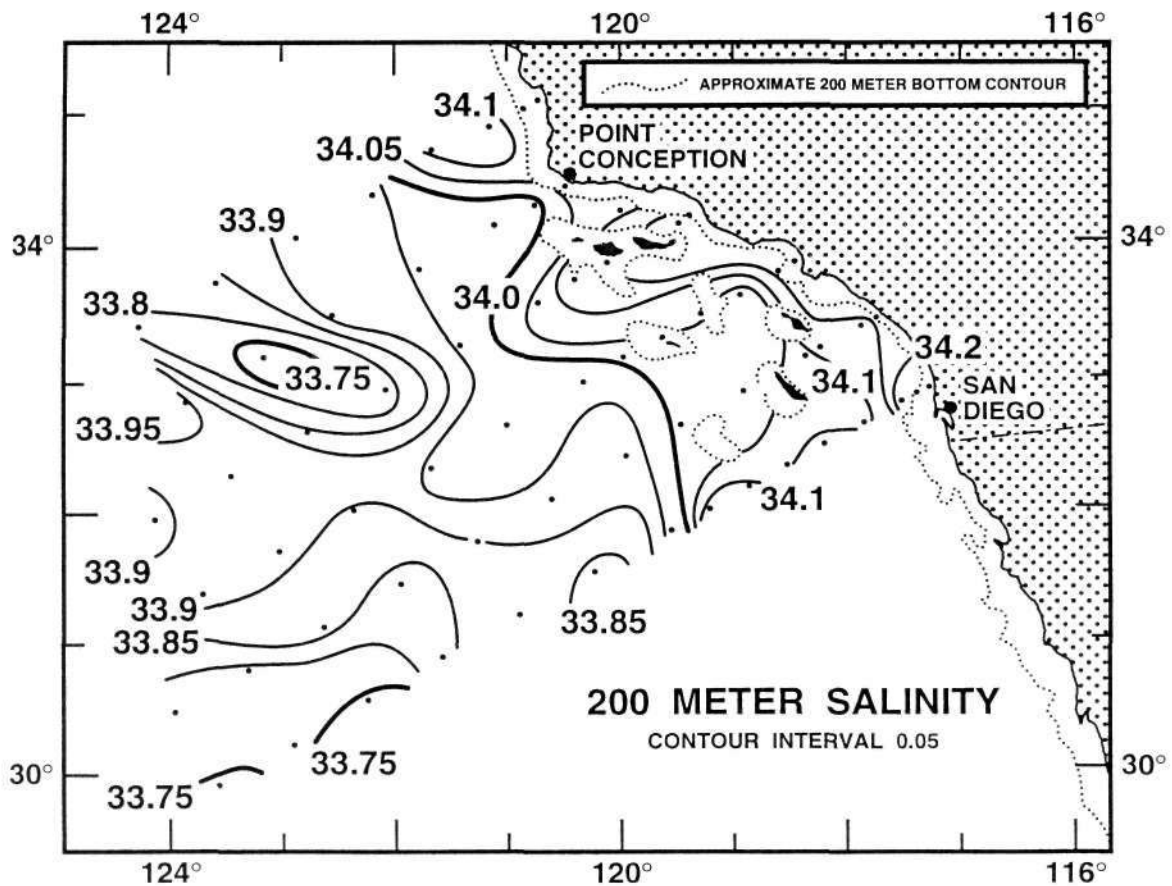 124° 120° 116°
APPROXIMATE 200 METER BOTTOM CONTOUR
34.1
POINT
CONCEPTION
34.05
33.9
34° 34°
33.8
34.0
34.2
33.75
34.1
SAN
DIEGO
33.95
34.1
33.9
33.9
33.85
33.85
200 METER SALINITY
CONTOUR INTERVAL 0.05
33.75
30° 30°
33.75
124° 120° 116°